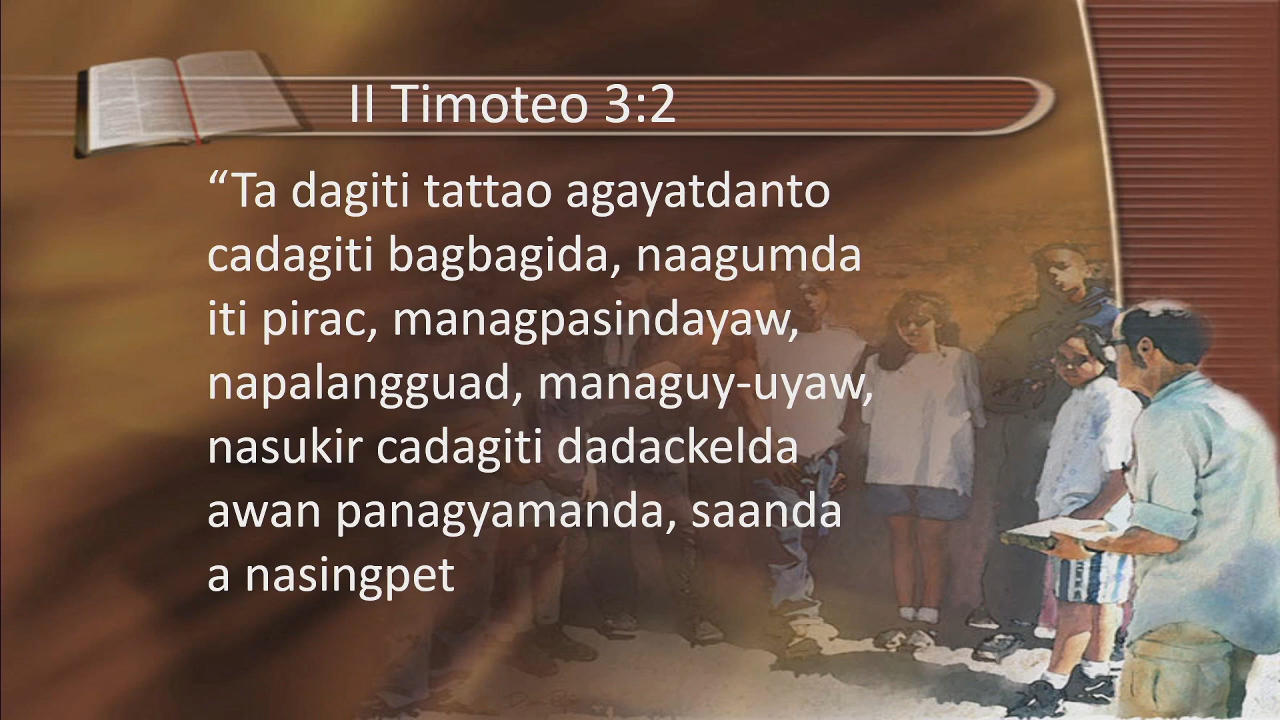 II Timoteo 3:2
“Ta dagiti tattao agayatdanto
cadagiti bagbagida, naagumda
iti pirac, managpasindayaw,
napalangguad, managuy-uyaw,
nasukir cadagiti dadackelda
awan panagyamanda, saanda
a nasingpet